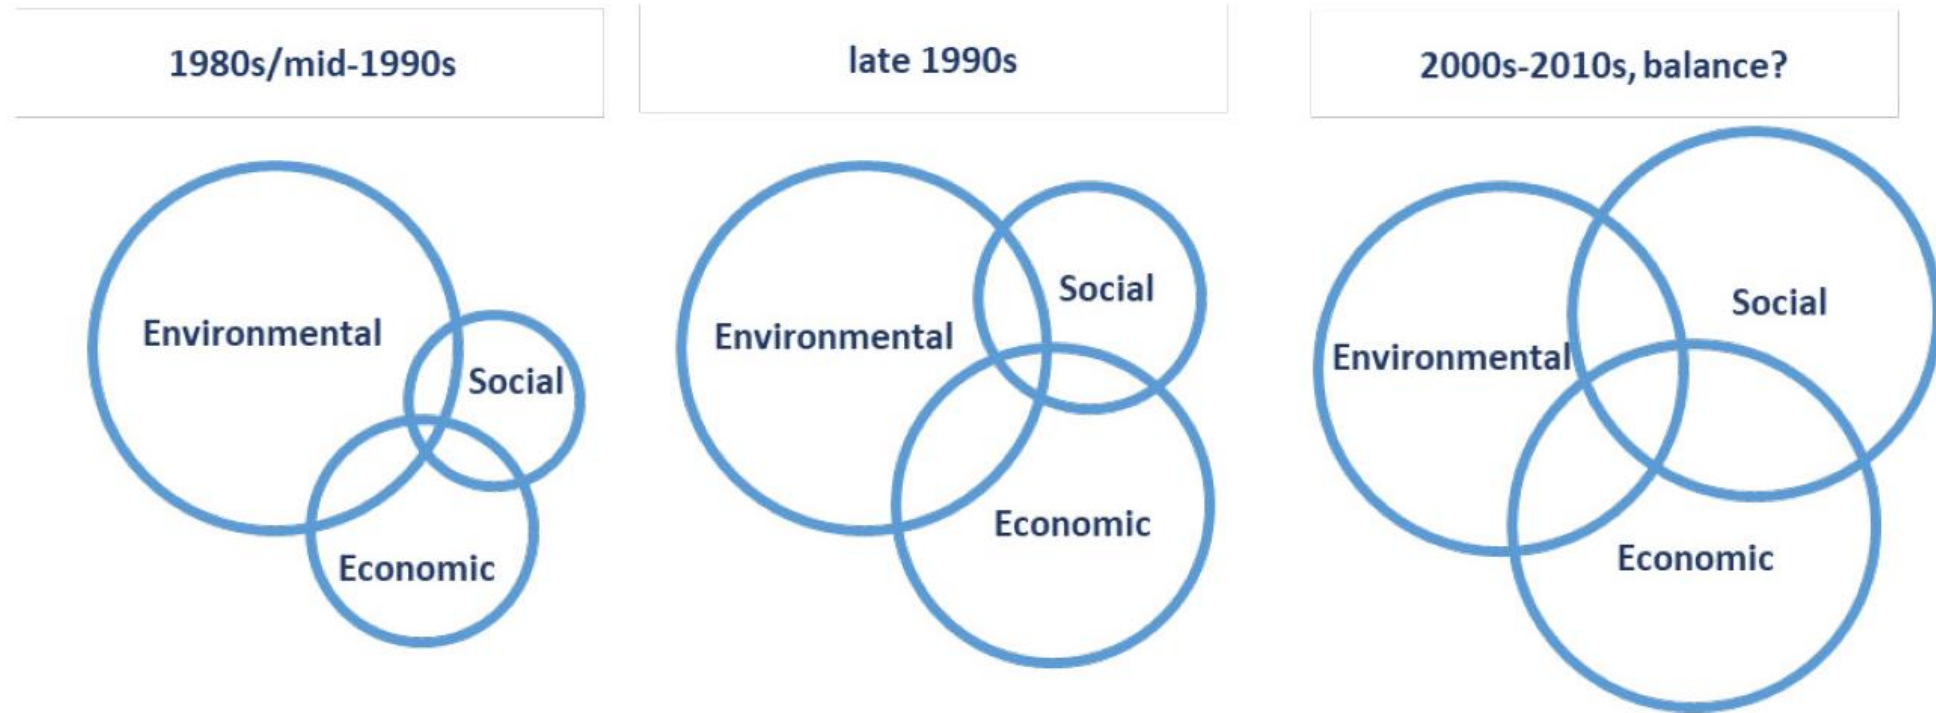 1980s/mid-1990s
late 1990s
2000s-2010s, balance?
Environmental
Social
Economic
Environmental
Social
Economic
Environmental
Social
Economic